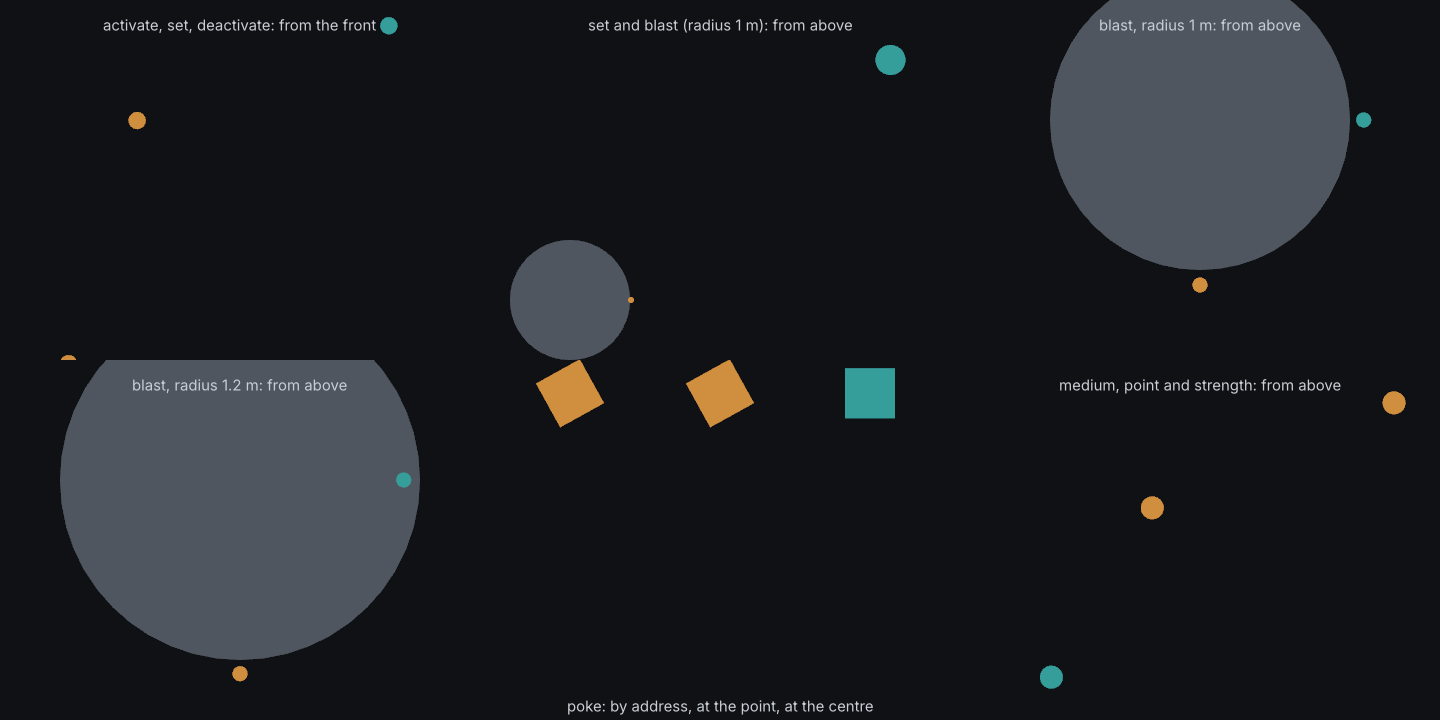 activate, set, deactivate: from the front
set and blast (radius 1 m): from above
blast, radius 1 m: from above
blast, radius 1.2 m: from above
medium, point and strength: from above
poke: by address, at the point, at the centre